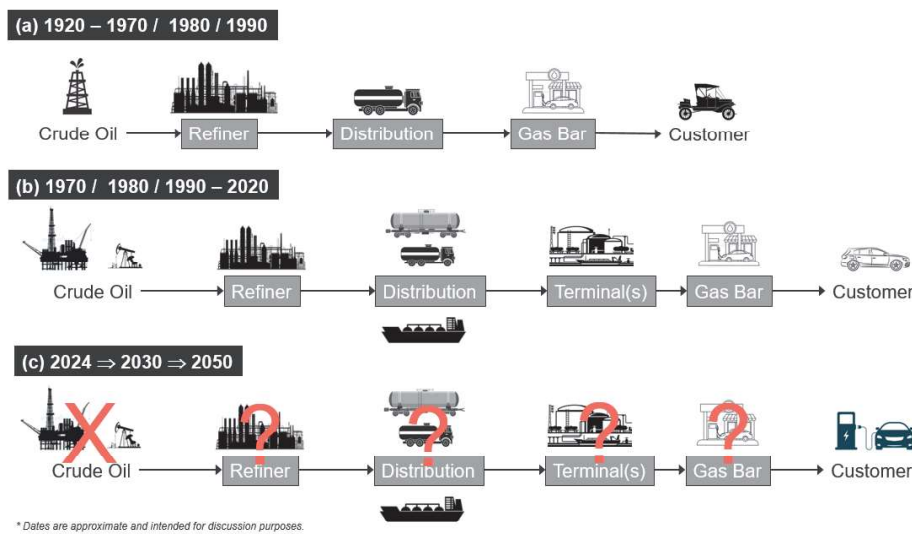 (a) 1920 – 1970 / 1980 / 1990
Crude Oil Refiner Distribution Gas Bar Customer
(b) 1970 / 1980 / 1990 – 2020
Crude Oil Refiner Distribution Terminal(s) Gas Bar Customer
(c) 2024 ⇒ 2030 ⇒ 2050
X ? ? ? ?
Crude Oil Refiner Distribution Terminal(s) Gas Bar Customer
* Dates are approximate and intended for discussion purposes.